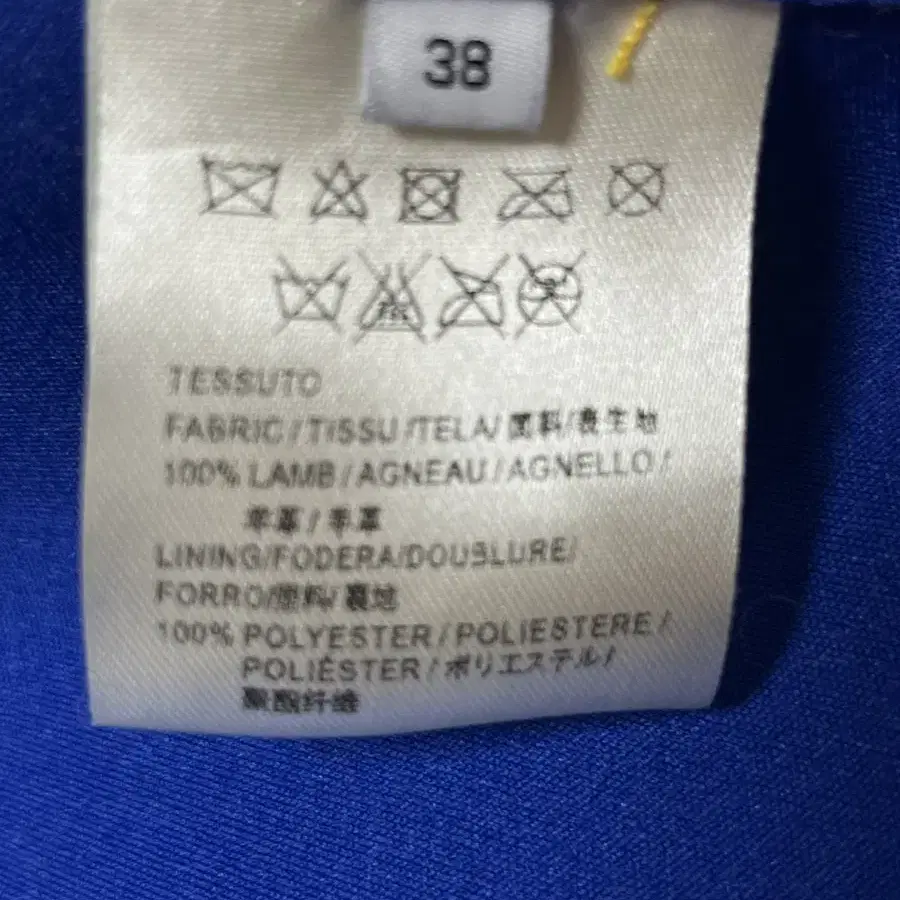 38
TESSUTO
FABRIC/TISSU/TELA/面料/表生地
100% LAMB/AGNEAU/AGNELLO/
羊革/羊革
LINING/FODERA/DOUBLURE/
FORRO/里料/裏地
100% POLYESTER/POLIESTERE/
POLIÉSTER/ポリエステル/
聚酯纤维